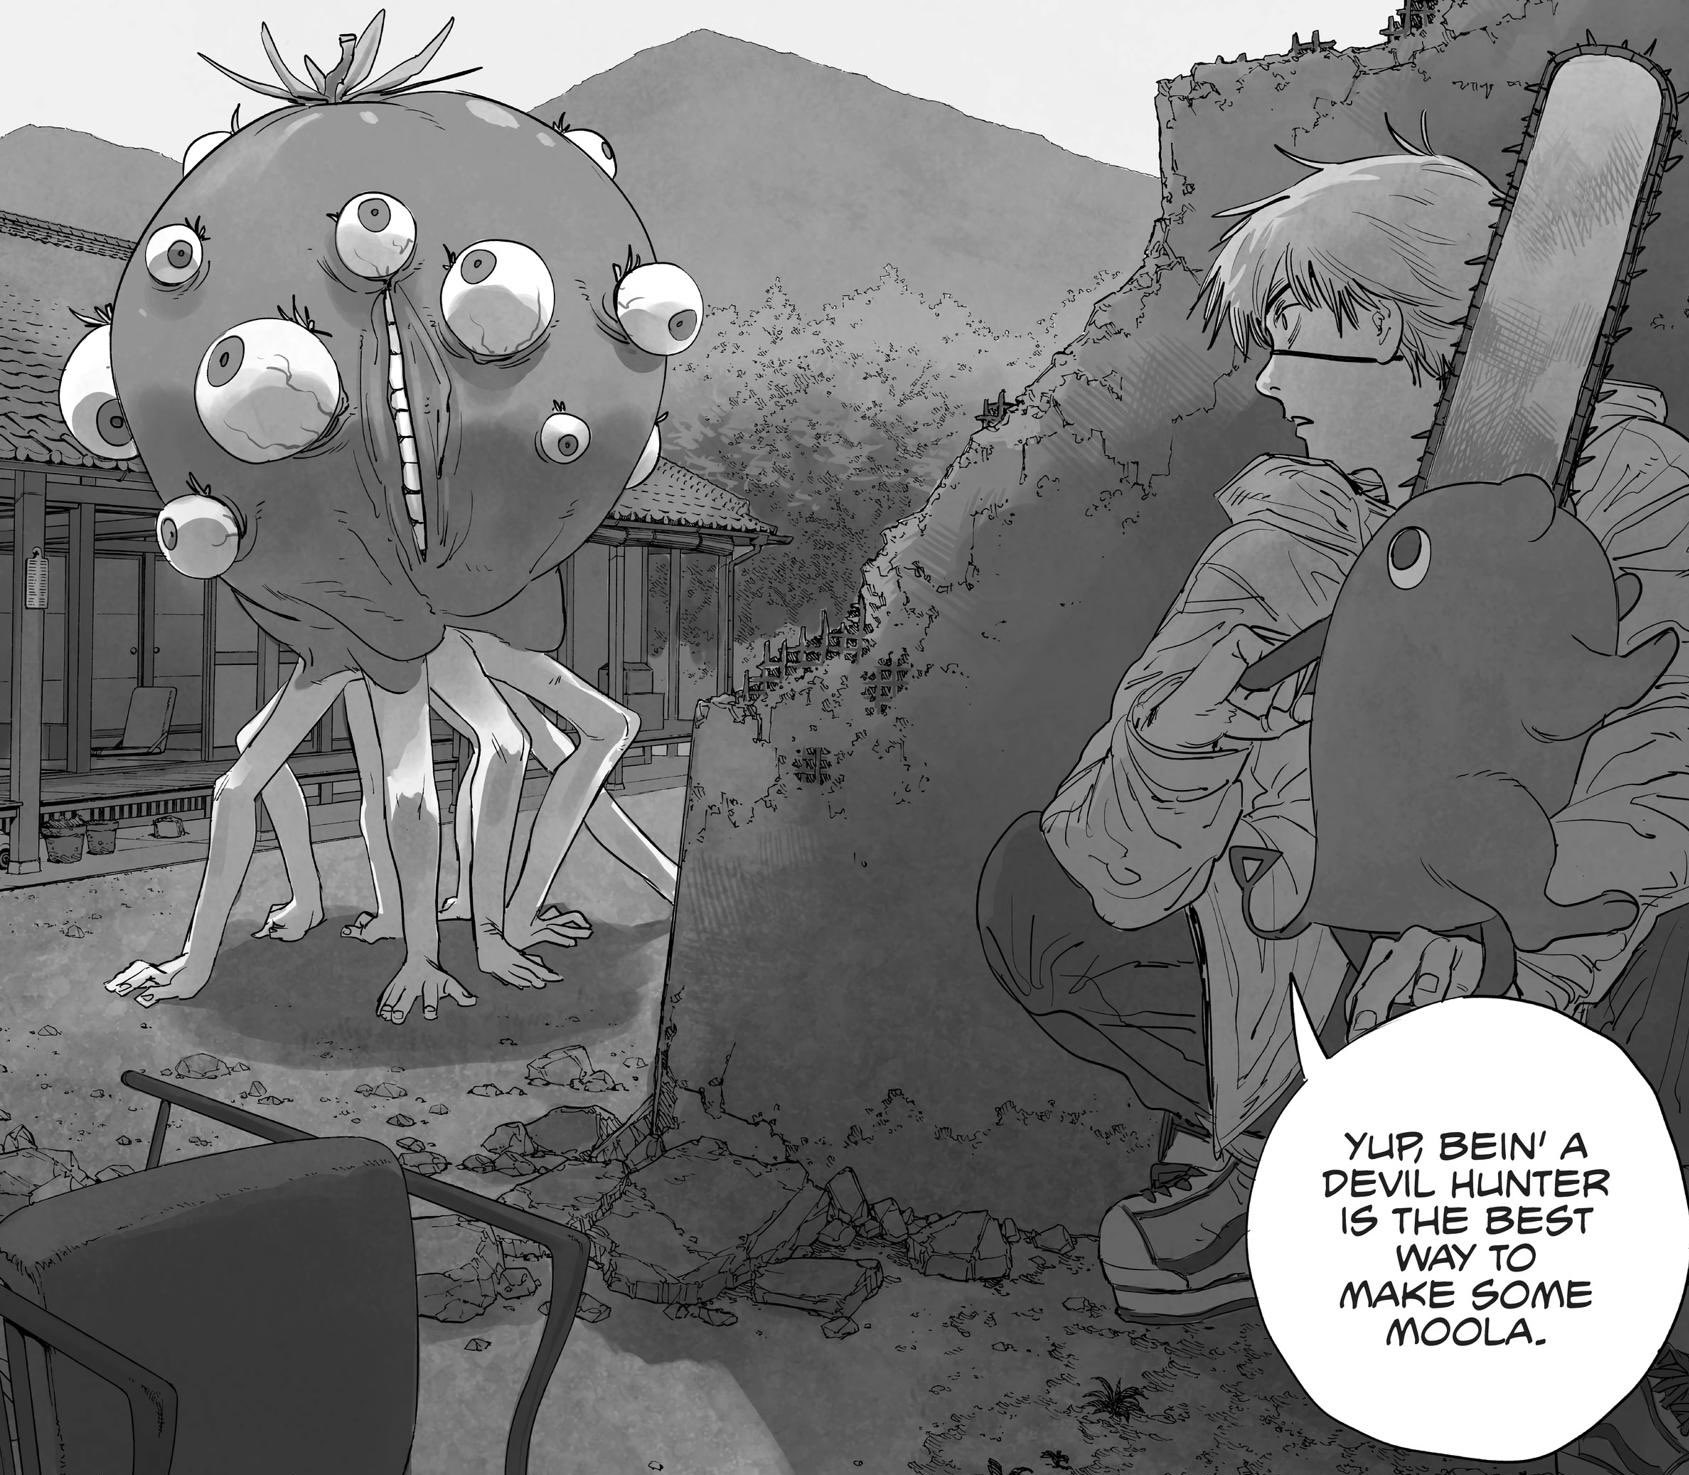 YUP, BEIN' A
DEVIL HUNTER
IS THE BEST
WAY TO
MAKE SOME
MOOLA.